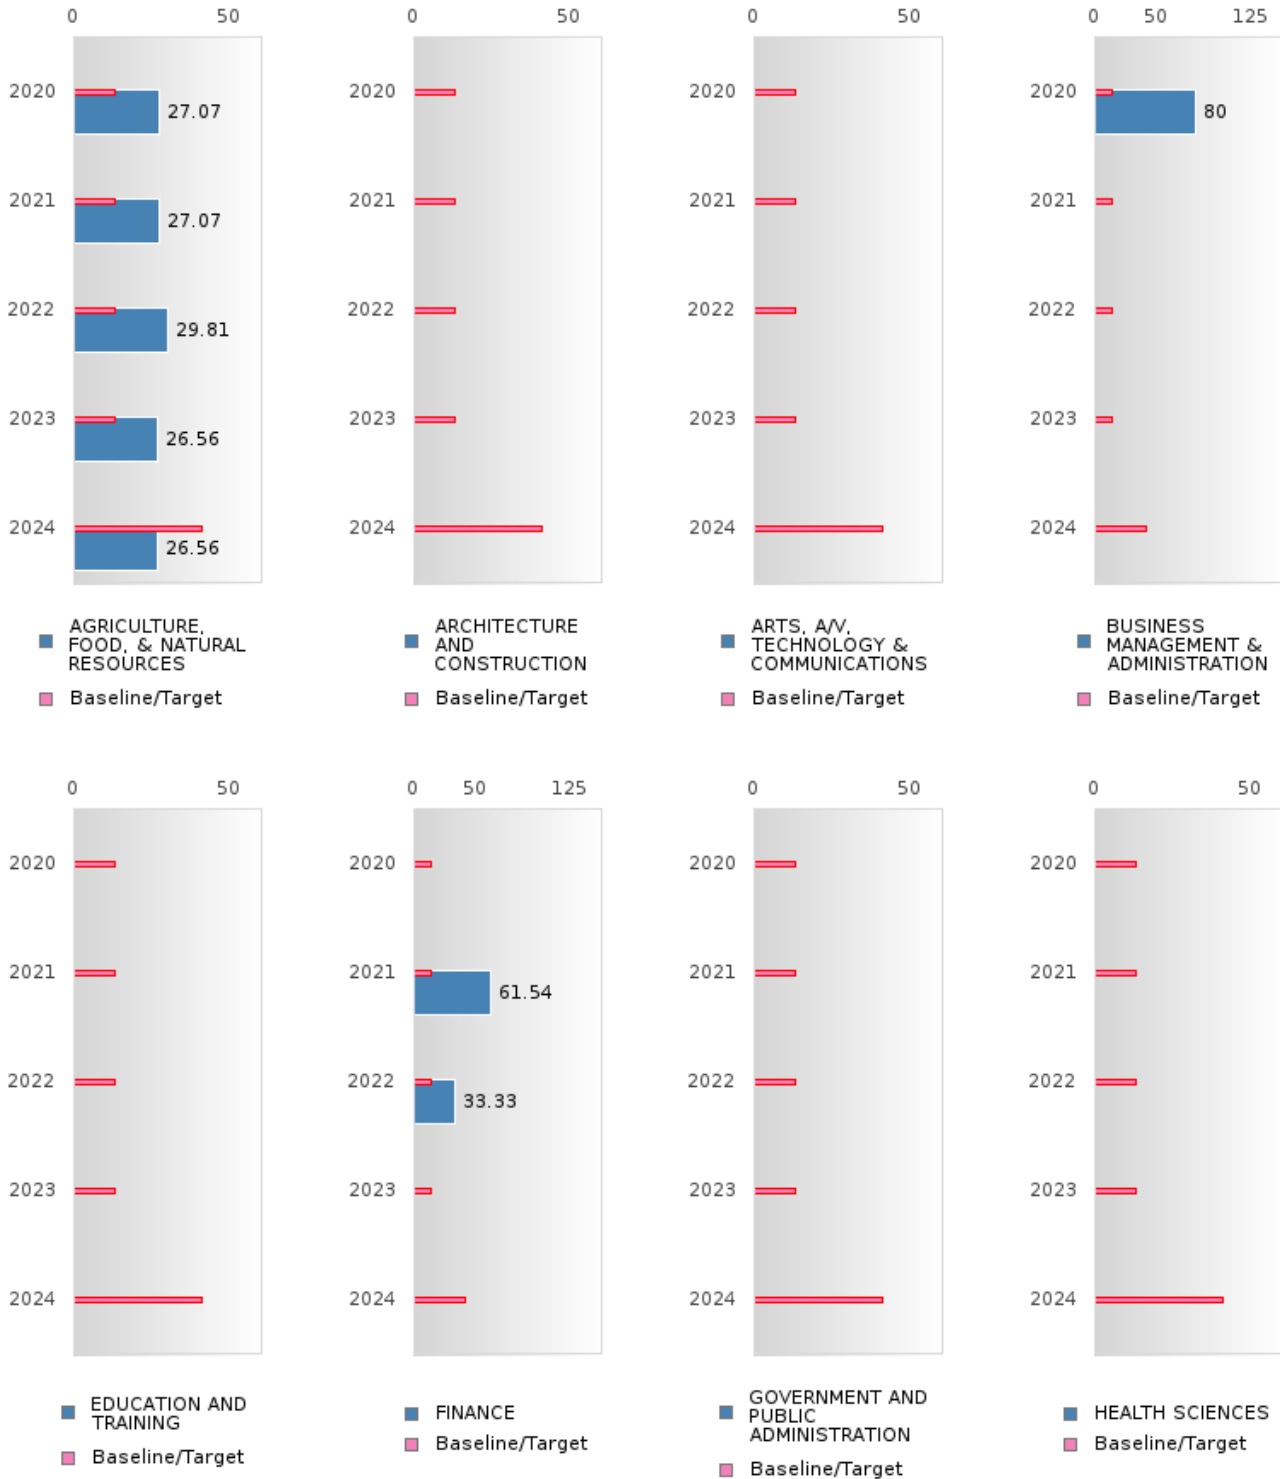 0 50
2020
27.07
2021
27.07
2022
29.81
2023
26.56
2024
26.56
AGRICULTURE,
FOOD, & NATURAL
RESOURCES
Baseline/Target
0 50
2020
2021
2022
2023
2024
ARCHITECTURE
AND
CONSTRUCTION
Baseline/Target
0 50
2020
2021
2022
2023
2024
ARTS, A/V,
TECHNOLOGY &
COMMUNICATIONS
Baseline/Target
0 50 125
2020
80
2021
2022
2023
2024
BUSINESS
MANAGEMENT &
ADMINISTRATION
Baseline/Target
0 50
2020
2021
2022
2023
2024
EDUCATION AND
TRAINING
Baseline/Target
0 50 125
2020
2021
61.54
2022
33.33
2023
2024
FINANCE
Baseline/Target
0 50
2020
2021
2022
2023
2024
GOVERNMENT AND
PUBLIC
ADMINISTRATION
Baseline/Target
0 50
2020
2021
2022
2023
2024
HEALTH SCIENCES
Baseline/Target